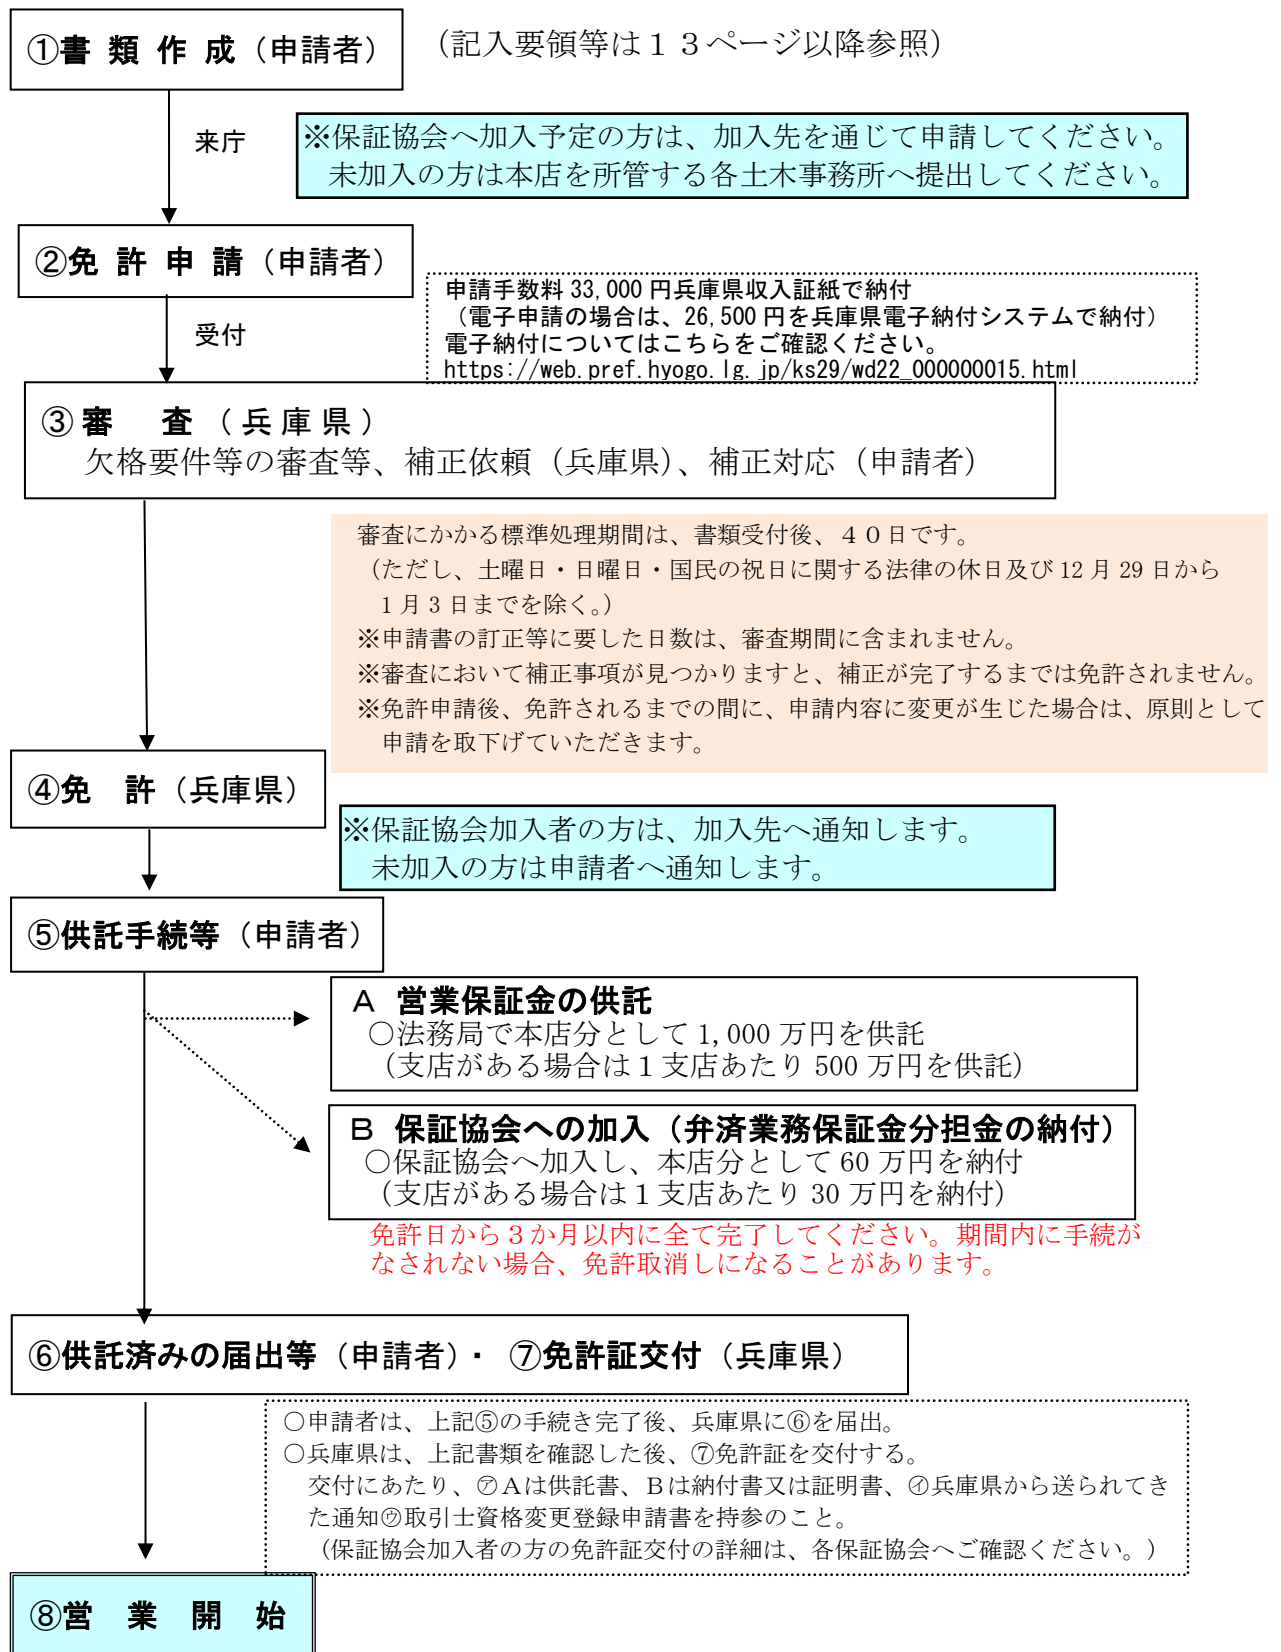 ①書 類 作 成（申請者）　（記入要領等は１３ページ以降参照）
来庁
※保証協会へ加入予定の方は、加入先を通じて申請してください。
未加入の方は本店を所管する各土木事務所へ提出してください。
②免 許 申 請（申請者）
受付
申請手数料 33,000 円兵庫県収入証紙で納付
（電子申請の場合は、26,500 円を兵庫県電子納付システムで納付）
電子納付についてはこちらをご確認ください。
https://web.pref.hyogo.lg.jp/ks29/wd22_000000015.html
③審　査（兵庫県）
欠格要件等の審査等、補正依頼（兵庫県）、補正対応（申請者）
審査にかかる標準処理期間は、書類受付後、４０日です。
（ただし、土曜日・日曜日・国民の祝日に関する法律の休日及び 12 月 29 日から
1 月 3 日までを除く。）
※申請書の訂正等に要した日数は、審査期間に含まれません。
※審査において補正事項が見つかりますと、補正が完了するまでは免許されません。
※免許申請後、免許されるまでの間に、申請内容に変更が生じた場合は、原則として
申請を取下げていただきます。
④免　許（兵庫県）
※保証協会加入者の方は、加入先へ通知します。
未加入の方は申請者へ通知します。
⑤供託手続等（申請者）
Ａ 営業保証金の供託
○法務局で本店分として 1,000 万円を供託
（支店がある場合は１支店あたり 500 万円を供託）
Ｂ 保証協会への加入（弁済業務保証金分担金の納付）
○保証協会へ加入し、本店分として 60 万円を納付
（支店がある場合は１支店あたり 30 万円を納付）
免許日から３か月以内に全て完了してください。期間内に手続が
なされない場合、免許取消しになることがあります。
⑥供託済みの届出等（申請者）・ ⑦免許証交付（兵庫県）
○申請者は、上記⑤の手続き完了後、兵庫県に⑥を届出。
○兵庫県は、上記書類を確認した後、⑦免許証を交付する。
交付にあたり、㋐Ａは供託書、Ｂは納付書又は証明書、㋑兵庫県から送られてき
た通知㋒取引士資格変更登録申請書を持参のこと。
（保証協会加入者の方の免許証交付の詳細は、各保証協会へご確認ください。）
⑧営　業　開　始